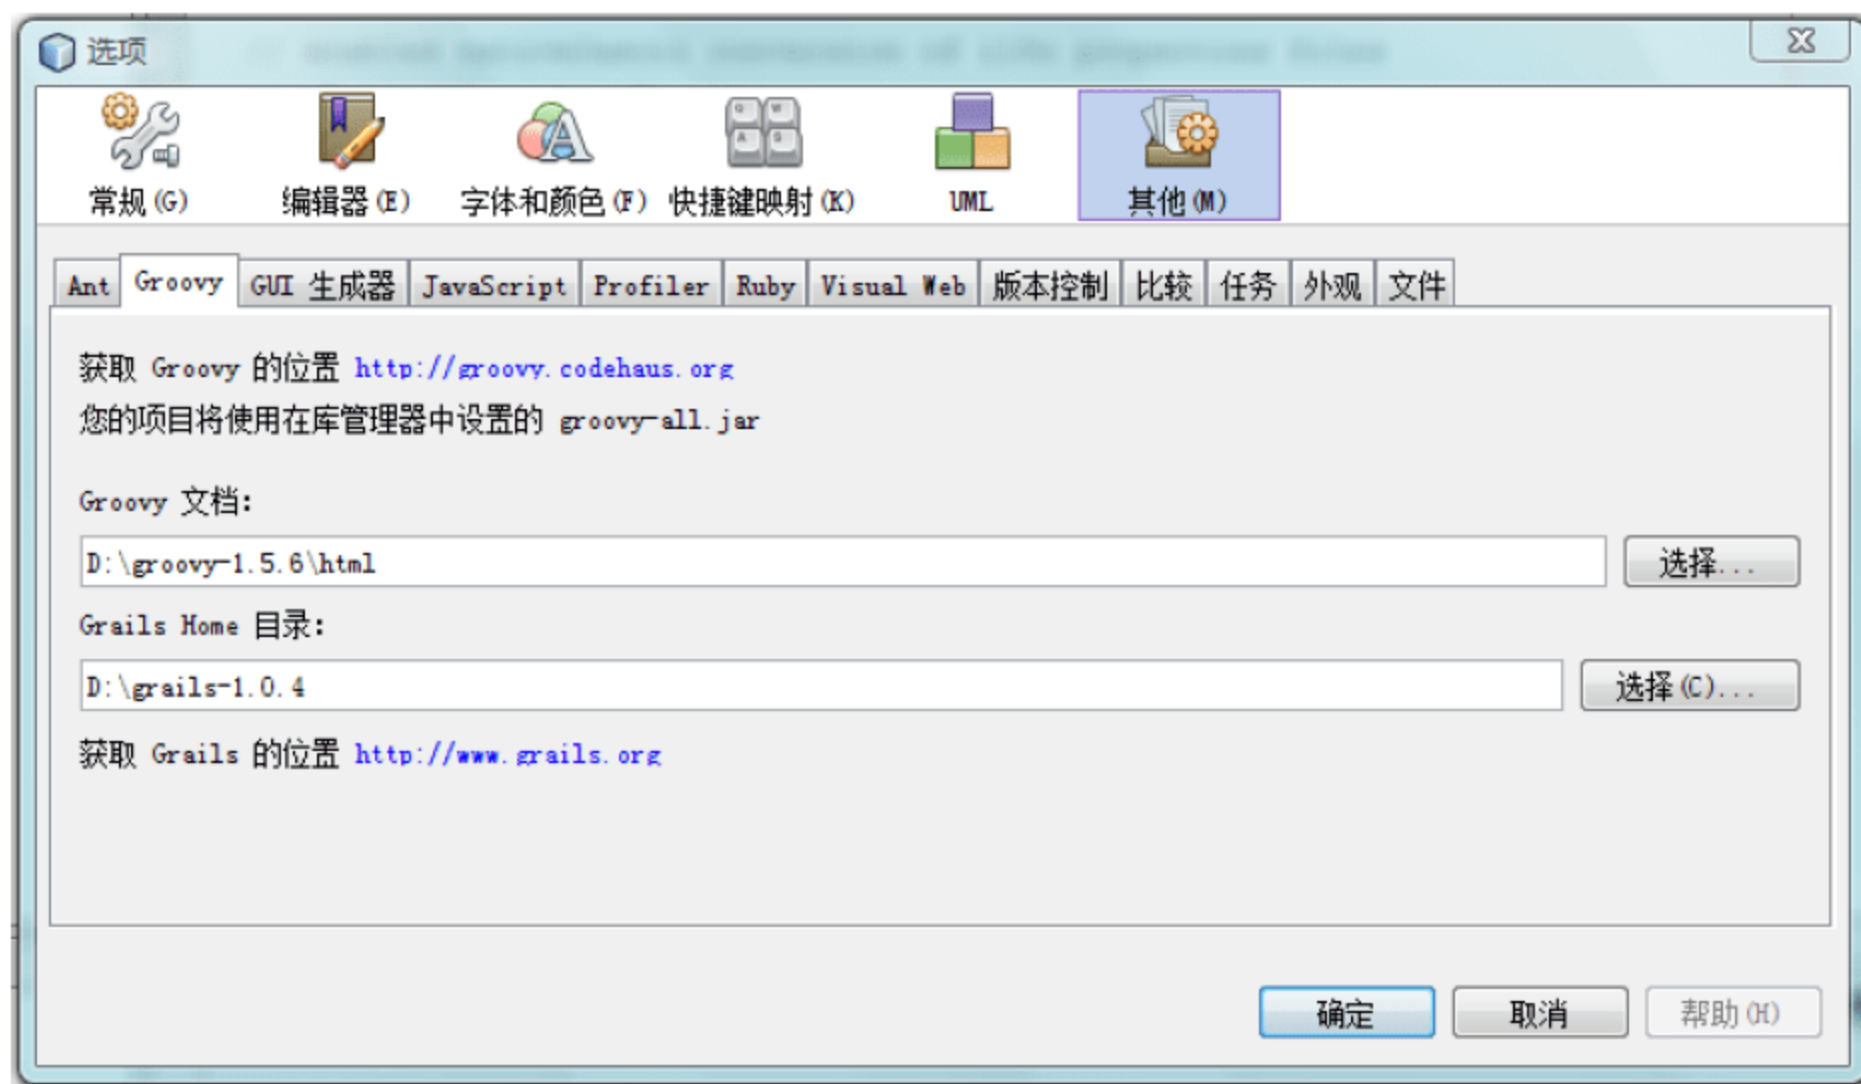 选项
常规(G) 编辑器(E) 字体和颜色(F) 快捷键映射(K) UML 其他(M)
Ant Groovy GUI 生成器 JavaScript Profiler Ruby Visual Web 版本控制 比较 任务 外观 文件
获取 Groovy 的位置 http://groovy.codehaus.org
您的项目将使用在库管理器中设置的 groovy-all.jar
Groovy 文档:
D:\groovy-1.5.6\html 选择...
Grails Home 目录:
D:\grails-1.0.4 选择(C)...
获取 Grails 的位置 http://www.grails.org
确定 取消 帮助(H)